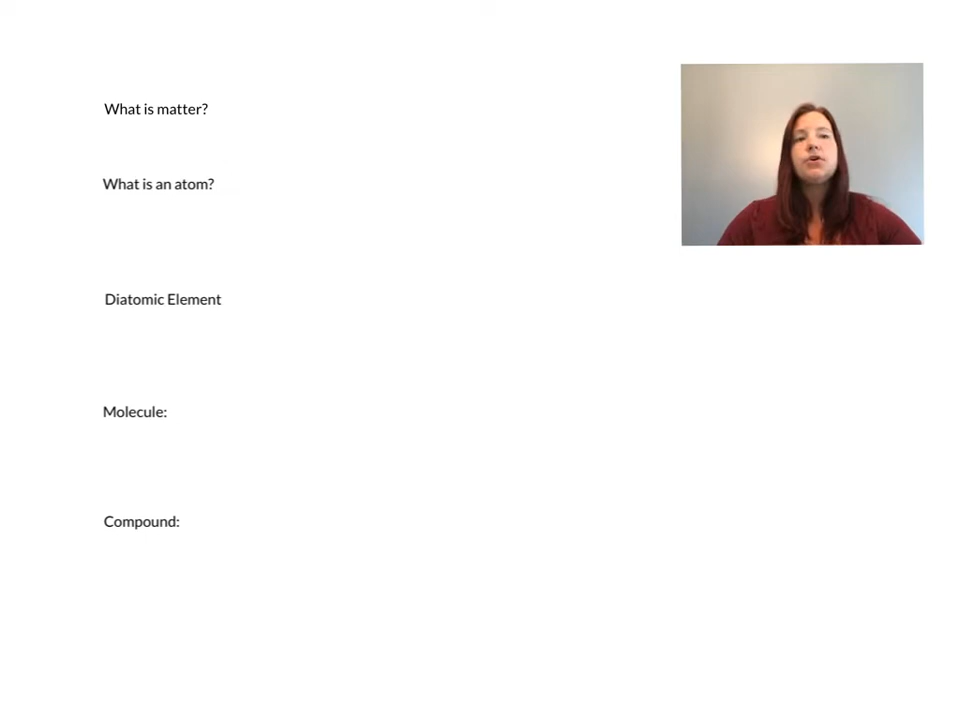 What is matter?
What is an atom?
Diatomic Element
Molecule:
Compound: